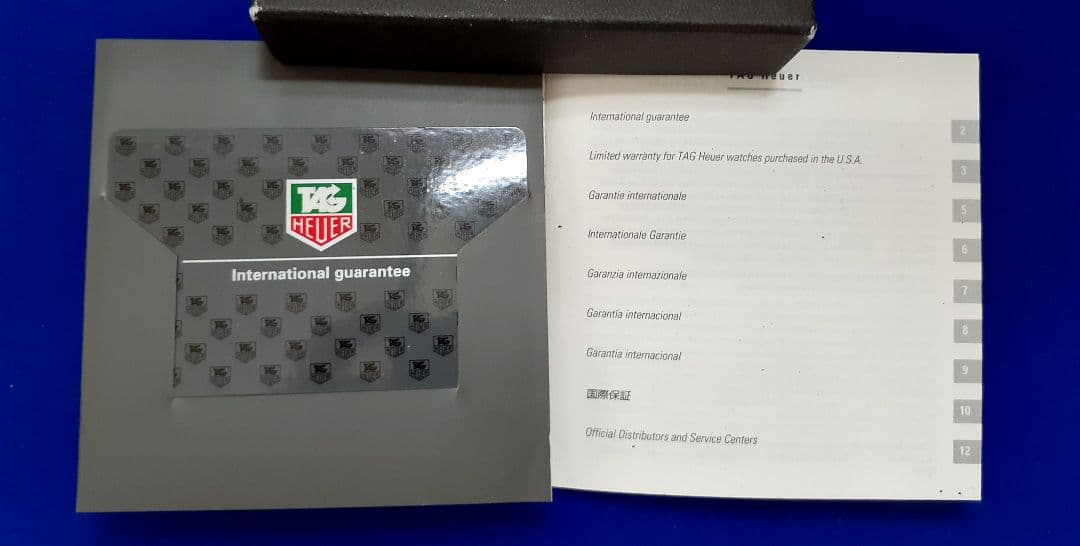 TAG
HEUER
International guarantee
TAG Heuer
International guarantee
2
Limited warranty for TAG Heuer watches purchased in the U.S.A.
3
Garantie internationale
5
Internationale Garantie
6
Garanzia internazionale
7
Garantía internacional
8
Garantia internacional
9
国際保証
10
Official Distributors and Service Centers
12